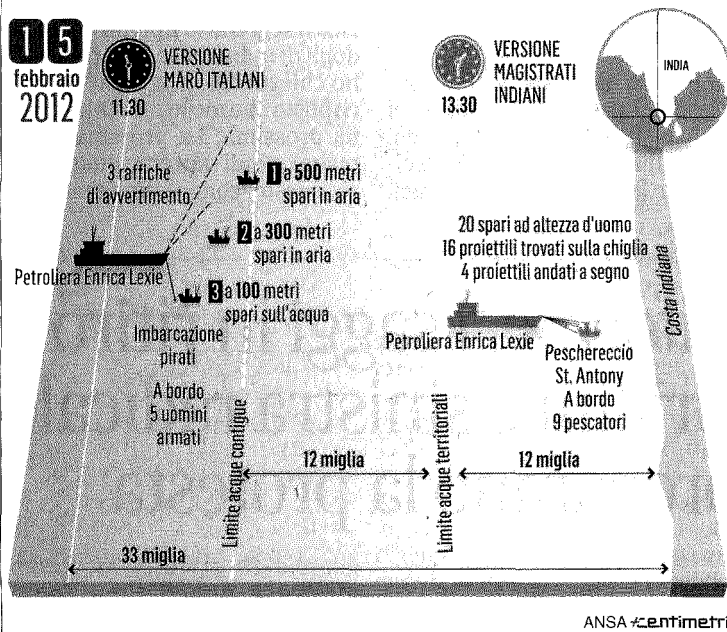 15
febbraio
2012
11.30
VERSIONE
MARÒ ITALIANI
13.30
VERSIONE
MAGISTRATI
INDIANI
INDIA
3 raffiche
di avvertimento
1 a 500 metri
spari in aria
2 a 300 metri
spari in aria
3 a 100 metri
spari sull'acqua
Petroliera Enrica Lexie
Imbarcazione
pirati
A bordo
5 uomini
armati
20 spari ad altezza d'uomo
16 proiettili trovati sulla chiglia
4 proiettili andati a segno
Petroliera Enrica Lexie
Peschereccio
St. Antony
A bordo
9 pescatori
Costa indiana
Limite acque contigue
12 miglia
Limite acque territoriali
12 miglia
33 miglia
ANSA centimetri